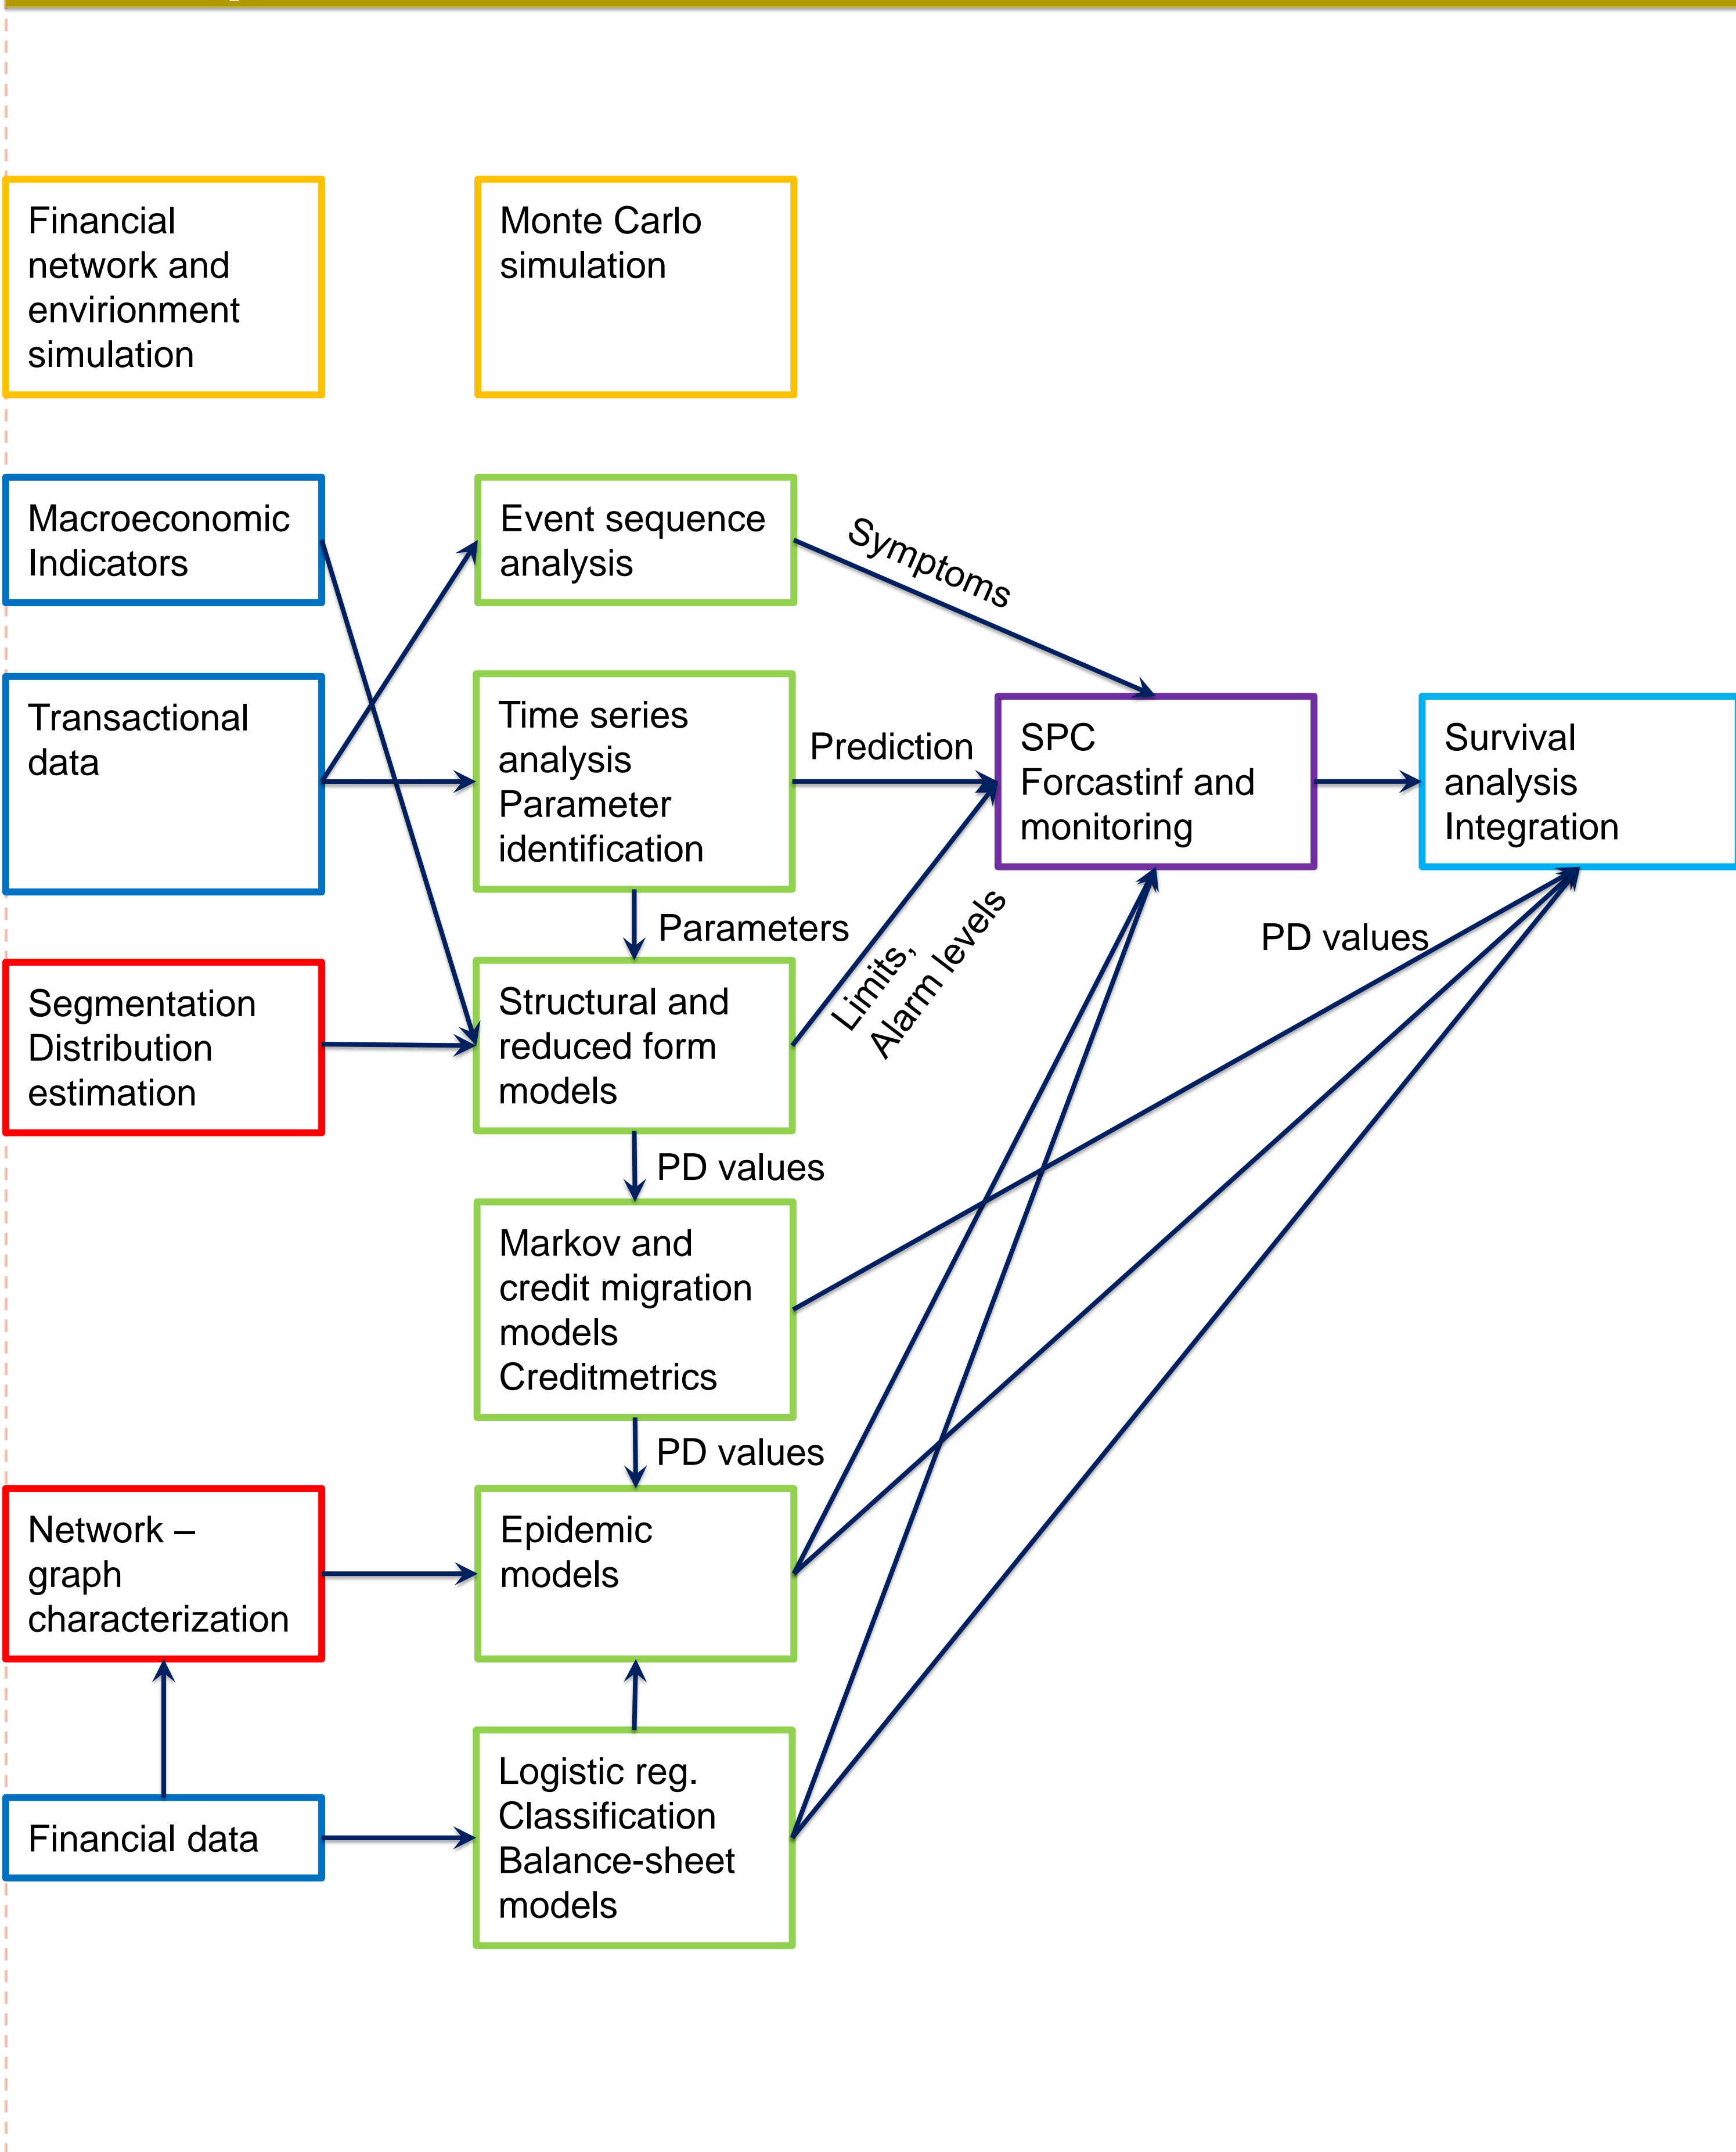 Financial
network and
envirionment
simulation
Monte Carlo
simulation
Macroeconomic
Indicators
Event sequence
analysis
Symptoms
Transactional
data
Time series
analysis
Parameter
identification
Prediction
SPC
Forcastinf and
monitoring
Survival
analysis
Integration
Parameters
Limits,
Alarm levels
PD values
Segmentation
Distribution
estimation
Structural and
reduced form
models
PD values
Markov and
credit migration
models
Creditmetrics
PD values
Network –
graph
characterization
Epidemic
models
Financial data
Logistic reg.
Classification
Balance-sheet
models